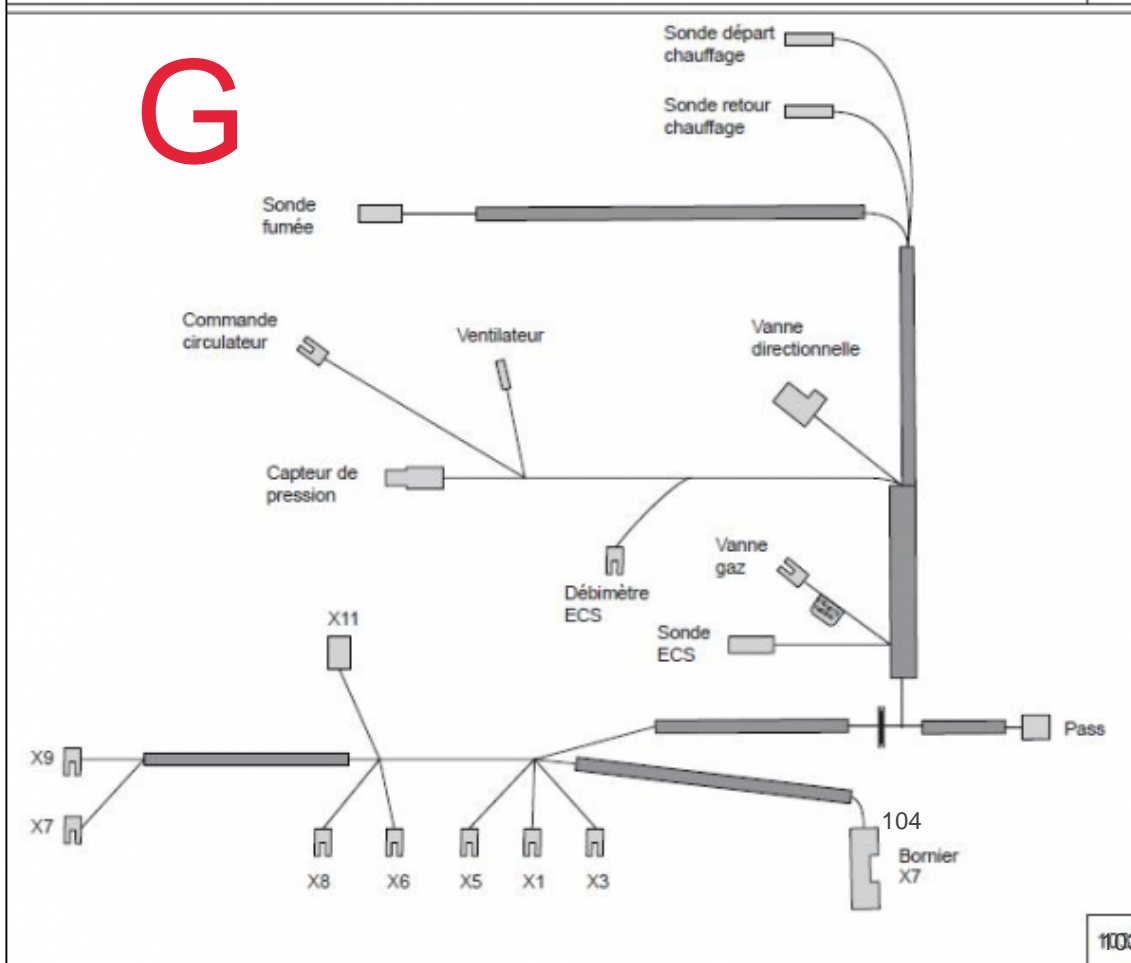 G
Sonde départ
chauffage
Sonde retour
chauffage
Sonde
fumée
Commande
circulateur
Ventilateur
Vanne
directionnelle
Capteur de
pression
Vanne
gaz
Débimètre
ECS
Sonde
ECS
X11
Pass
X9
X7
104
Bornier
X7
X8
X6
X5
X1
X3